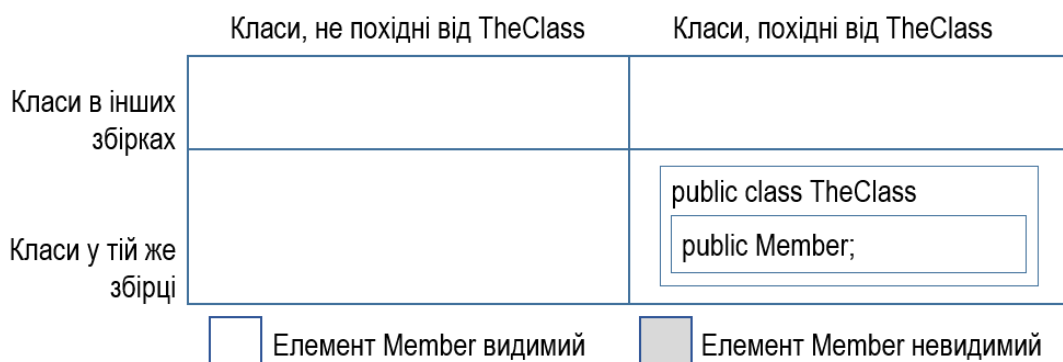 Класи, не похідні від TheClass
Класи, похідні від TheClass
Класи в інших
збірках
Класи у тій же
збірці
public class TheClass
public Member;
Елемент Member видимий
Елемент Member невидимий